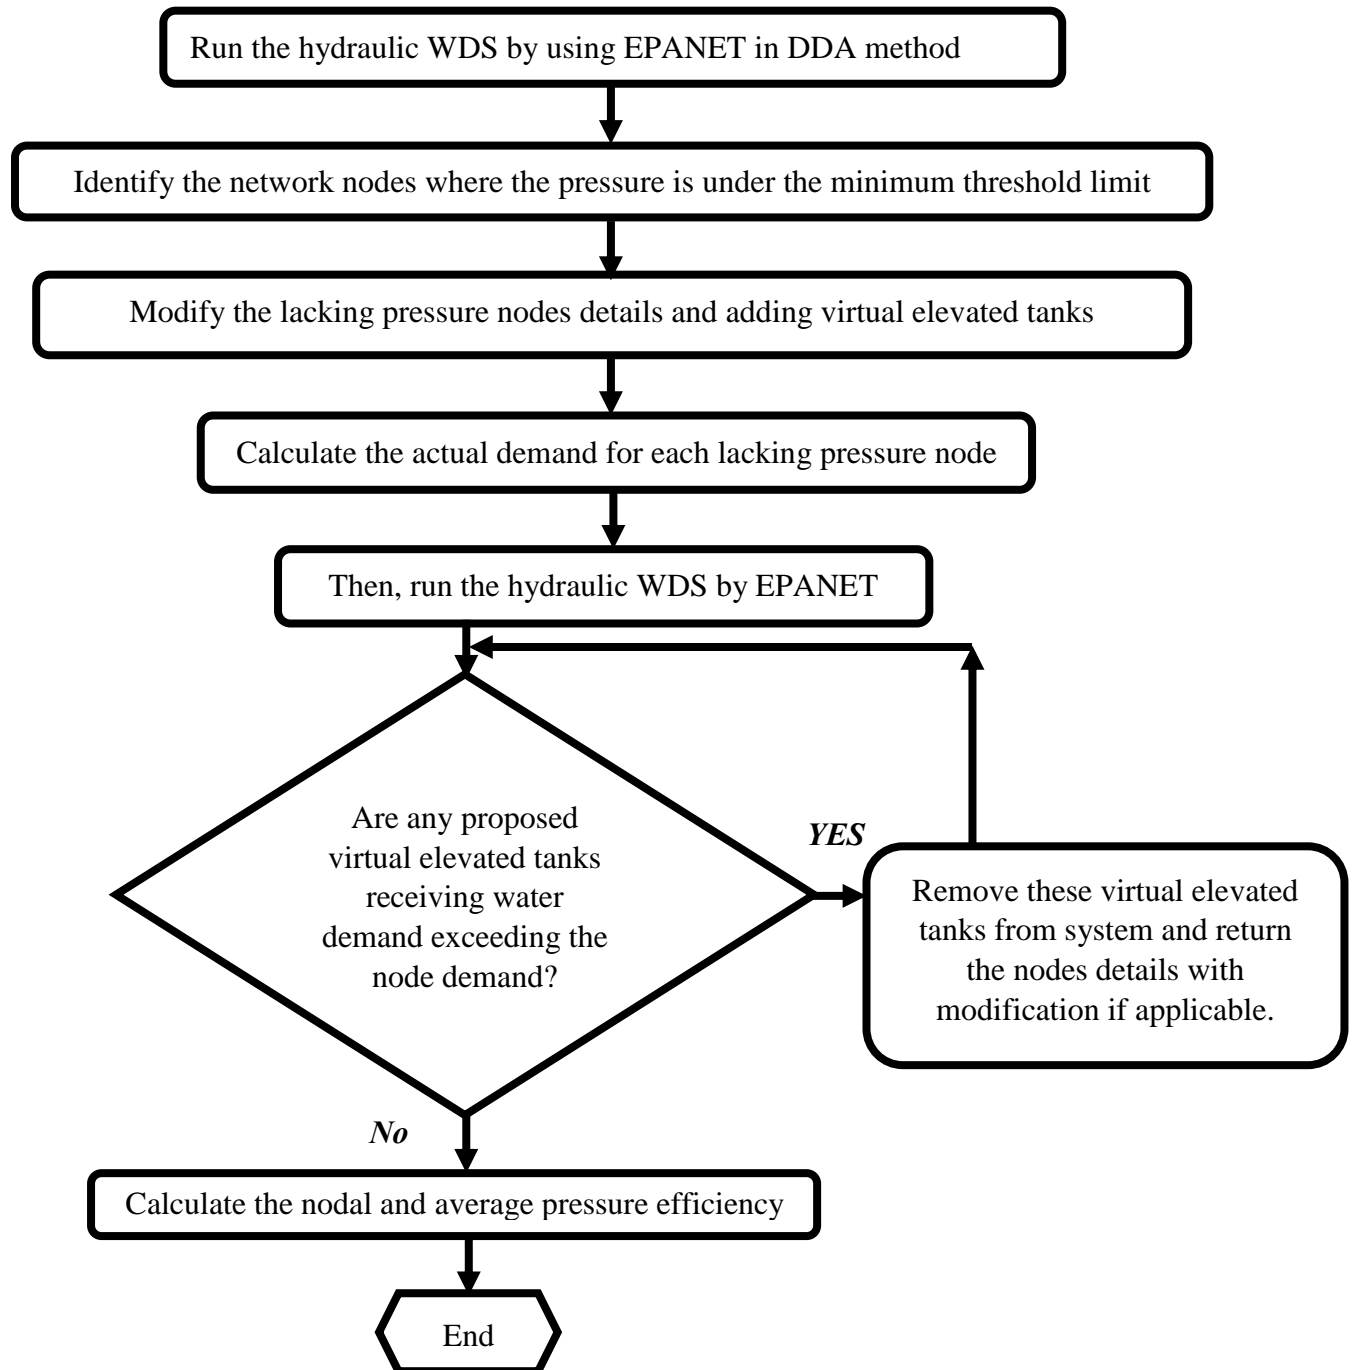 Run the hydraulic WDS by using EPANET in DDA method
Identify the network nodes where the pressure is under the minimum threshold limit
Modify the lacking pressure nodes details and adding virtual elevated tanks
Calculate the actual demand for each lacking pressure node
Then, run the hydraulic WDS by EPANET
Are any proposed
virtual elevated tanks
receiving water
demand exceeding the
node demand?
YES
Remove these virtual elevated
tanks from system and return
the nodes details with
modification if applicable.
No
Calculate the nodal and average pressure efficiency
End